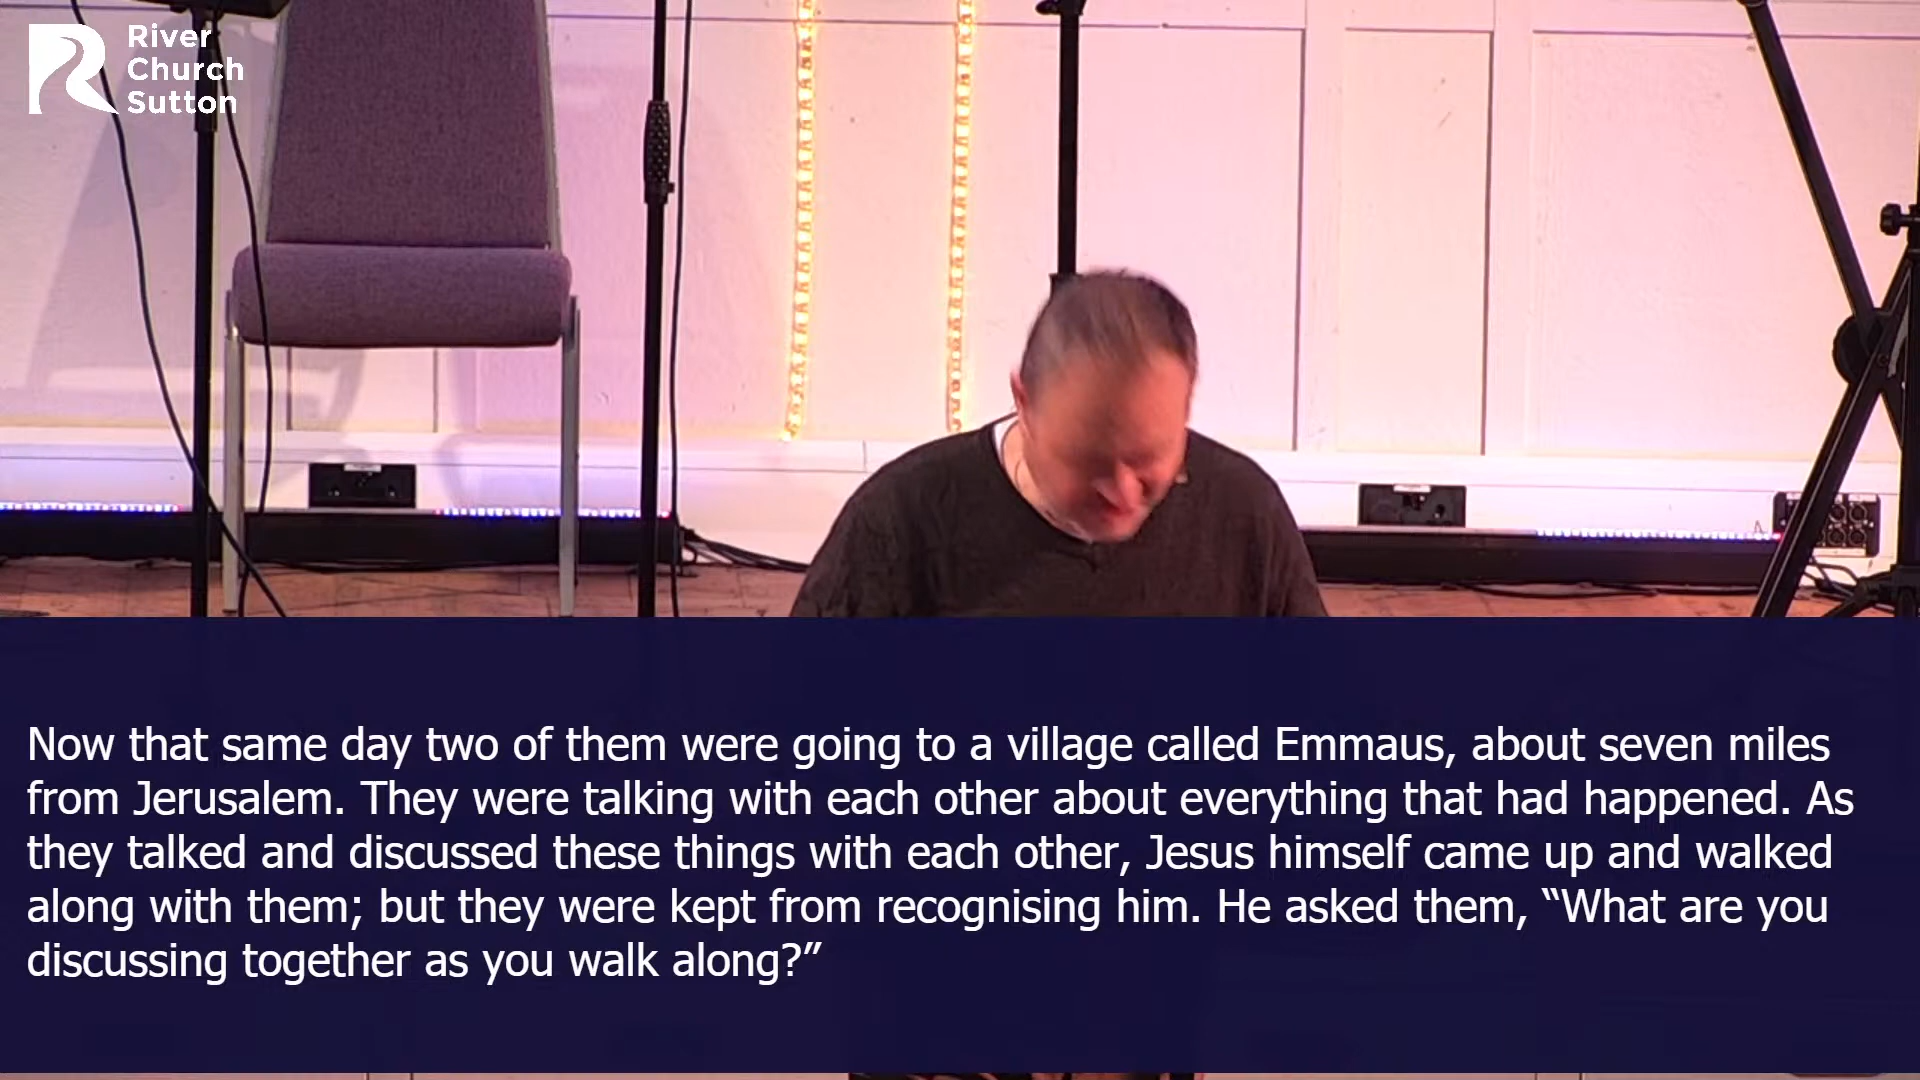 River
Church
Sutton
Now that same day two of them were going to a village called Emmaus, about seven miles
from Jerusalem. They were talking with each other about everything that had happened. As
they talked and discussed these things with each other, Jesus himself came up and walked
along with them; but they were kept from recognising him. He asked them, “What are you
discussing together as you walk along?”